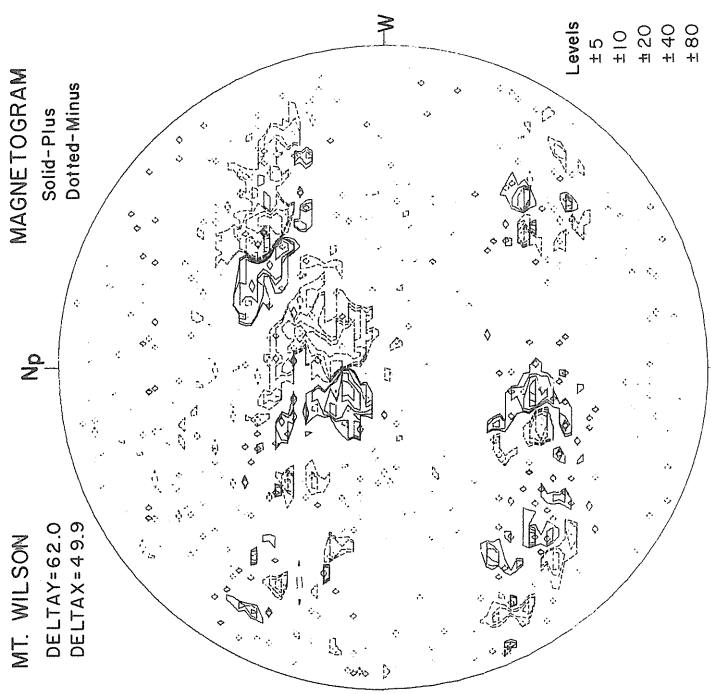 MT. WILSON
DELTAY=62.0
DELTAX=49.9
MAGNETOGRAM
Solid-Plus
Dotted-Minus
Np
W
Levels
±5
±10
±20
±40
±80